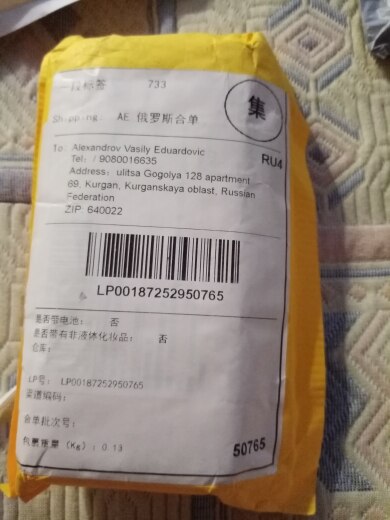 一段标签 733
集
Shipping: AE 俄罗斯合单
RU4
To: Alexandrov Vasily Eduardovic
Tel: / 9080016635
Address: ulitsa Gogolya 128 apartment
69, Kurgan, Kurganskaya oblast, Russian
Federation
ZIP: 640022
LP00187252950765
是否带电池: 否
是否带有非液体化妆品: 否
仓库:
LP号: LP00187252950765
渠道编码:
合单批次号:
包裹重量 (Kg): 0.13
50765